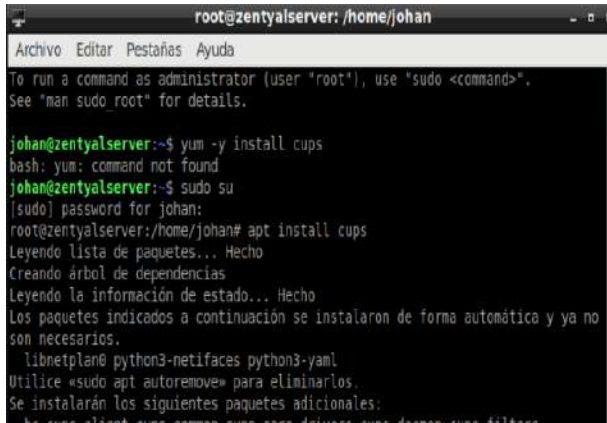 root@zentyalserver: /home/johan
Archivo Editar Pestañas Ayuda
To run a command as administrator (user "root"), use "sudo <command>".
See "man sudo_root" for details.
johan@zentyalserver:~$ yum -y install cups
bash: yum: command not found
johan@zentyalserver:~$ sudo su
[sudo] password for johan:
root@zentyalserver:/home/johan# apt install cups
Leyendo lista de paquetes... Hecho
Creando árbol de dependencias
Leyendo la información de estado... Hecho
Los paquetes indicados a continuación se instalaron de forma automática y ya no
son necesarios.
libnetplan0 python3-netifaces python3-yaml
Utilice «sudo apt autoremove» para eliminarlos.
Se instalarán los siguientes paquetes adicionales: